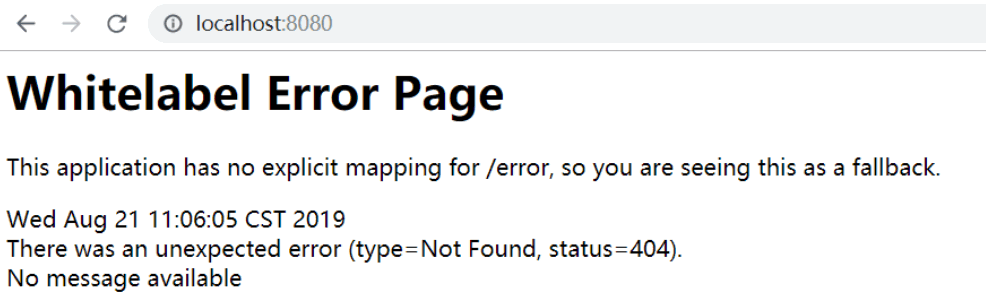 localhost:8080
Whitelabel Error Page
This application has no explicit mapping for /error, so you are seeing this as a fallback.
Wed Aug 21 11:06:05 CST 2019
There was an unexpected error (type=Not Found, status=404).
No message available